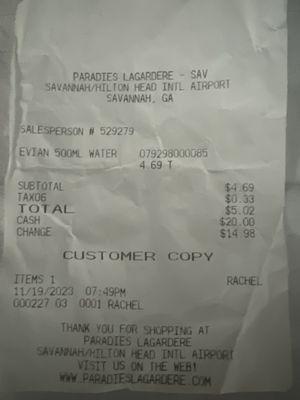 PARADIES LAGARDERE - SAV
SAVANNAH/HILTON HEAD INTL AIRPORT
SAVANNAH, GA
SALESPERSON # 529279
EVIAN 500ML WATER 079298000085
4.69 T
SUBTOTAL $4.69
TAX06 $0.33
TOTAL $5.02
CASH $20.00
CHANGE $14.98
CUSTOMER COPY
ITEMS 1 RACHEL
11/19/2023 07:49PM
000227 03 0001 RACHEL
THANK YOU FOR SHOPPING AT
PARADIES LAGARDERE
SAVANNAH/HILTON HEAD INTL AIRPORT
VISIT US ON THE WEB!
WWW.PARADIESLAGARDERE.COM